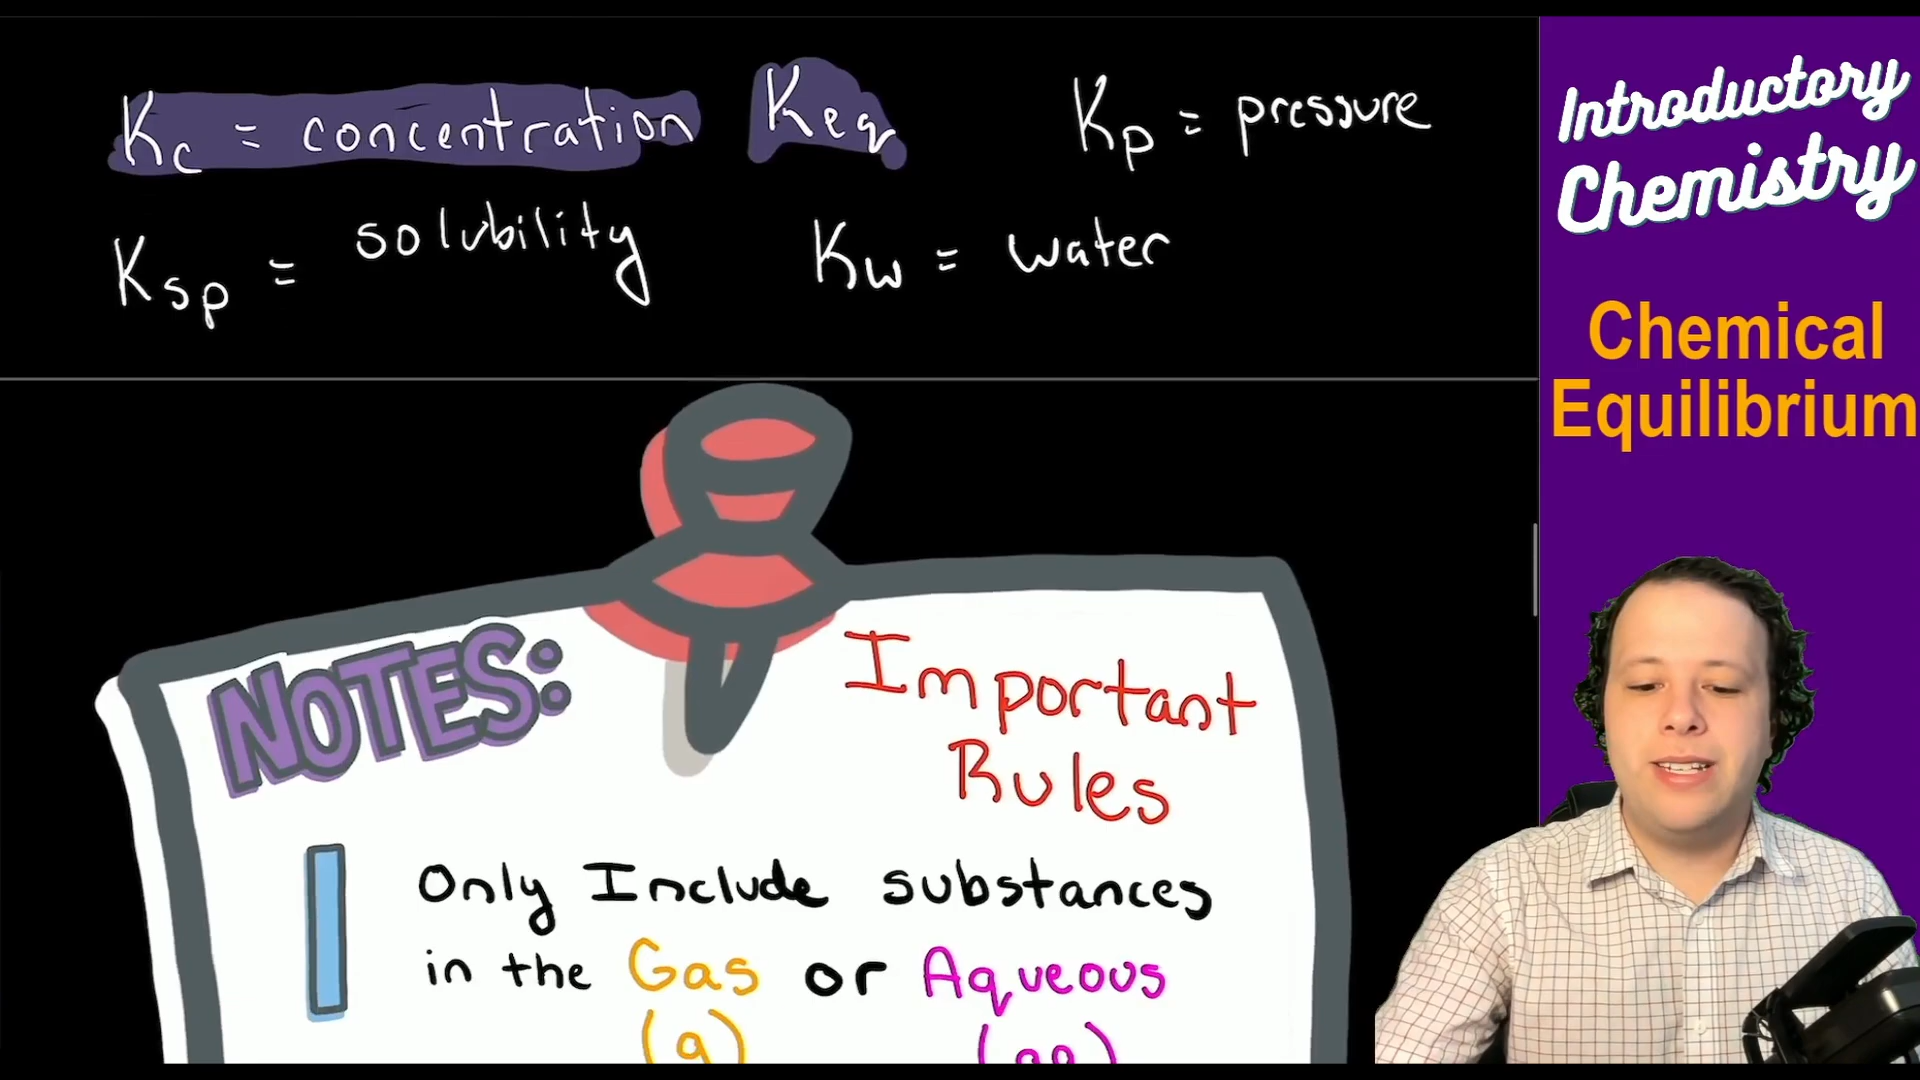 Kc = concentration Keq Kp = pressure
Ksp = solubility Kw = water
NOTES: Important
Rules
Only Include substances
in the Gas or Aqueous
(g) (aq)
Introductory
Chemistry
Chemical
Equilibrium